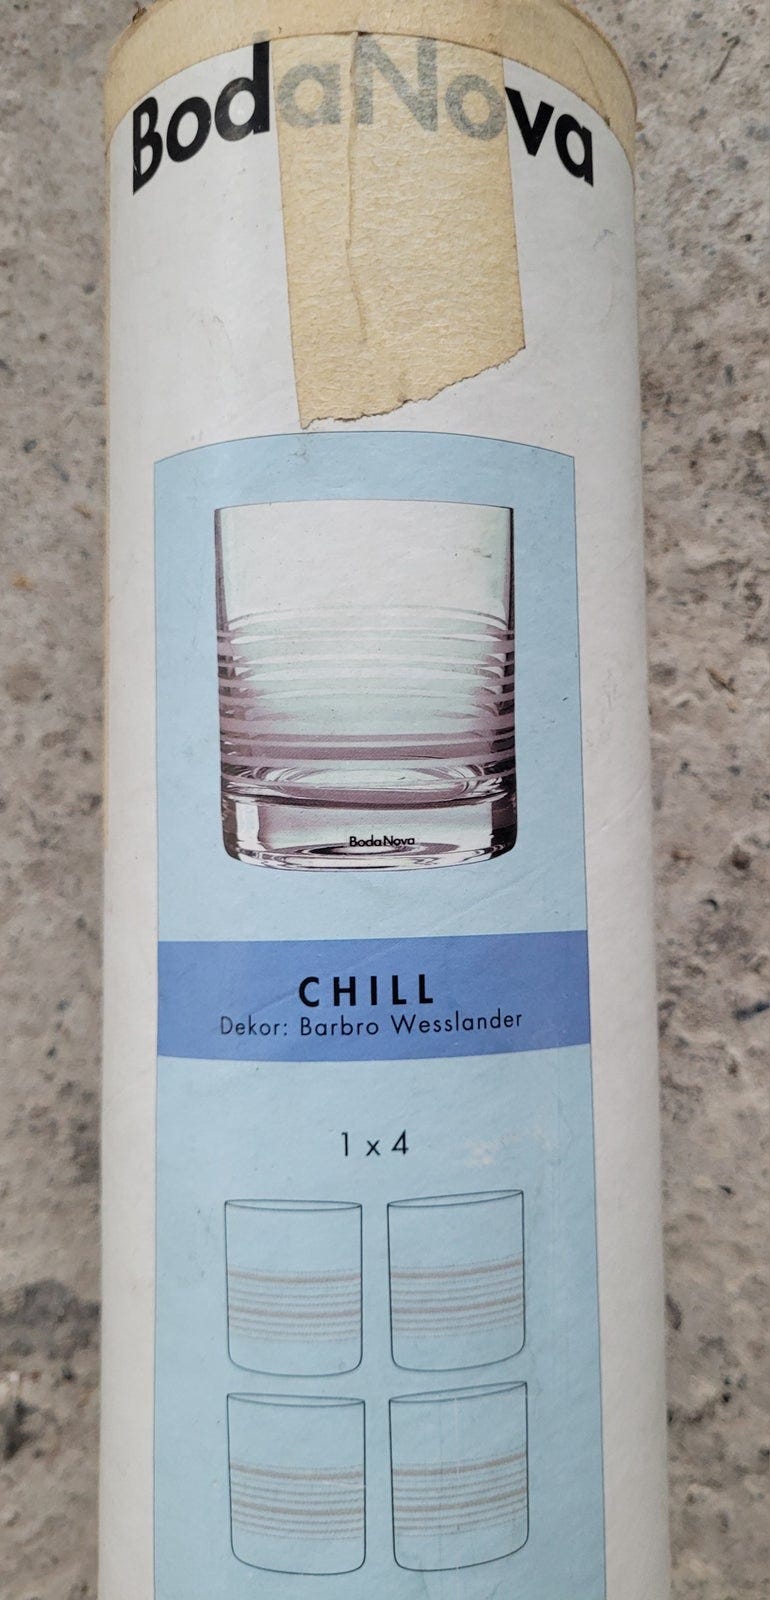 BodaNova
BodaNova
CHILL
Dekor: Barbro Wesslander
1 x 4